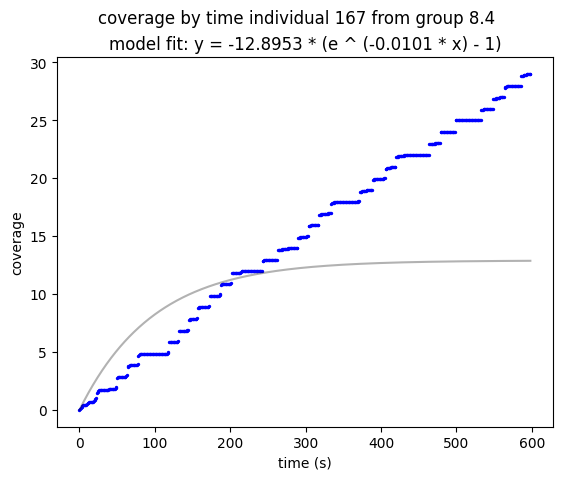 coverage by time individual 167 from group 8.4
model fit: y = -12.8953 * (e ^ (-0.0101 * x) - 1)
30
25
20
15
10
5
0
coverage
0 100 200 300 400 500 600
time (s)